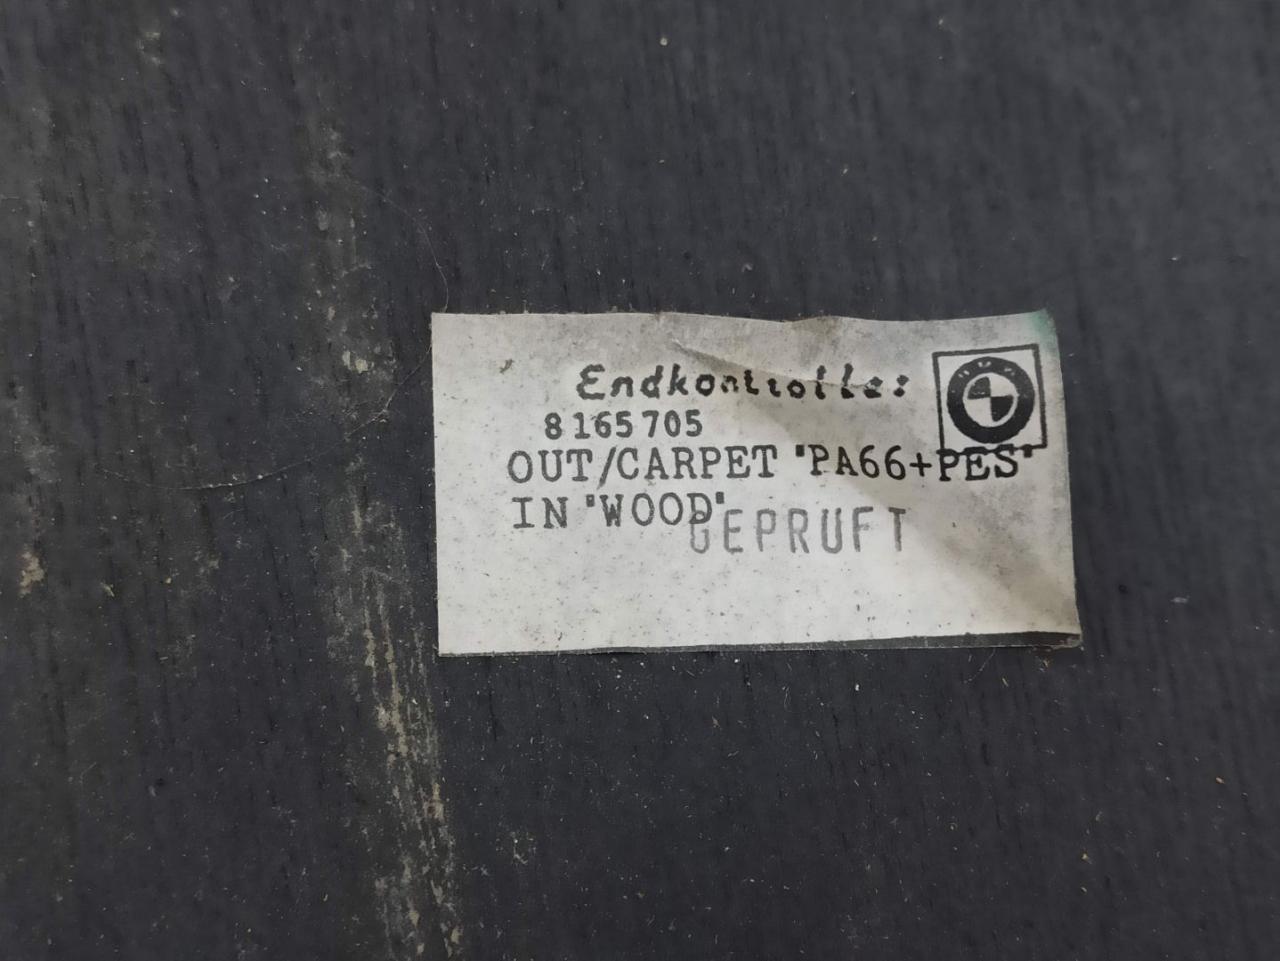 Endkontrolle:
8165705
OUT/CARPET "PA66+PES"
IN "WOOD"
GEPRUFT